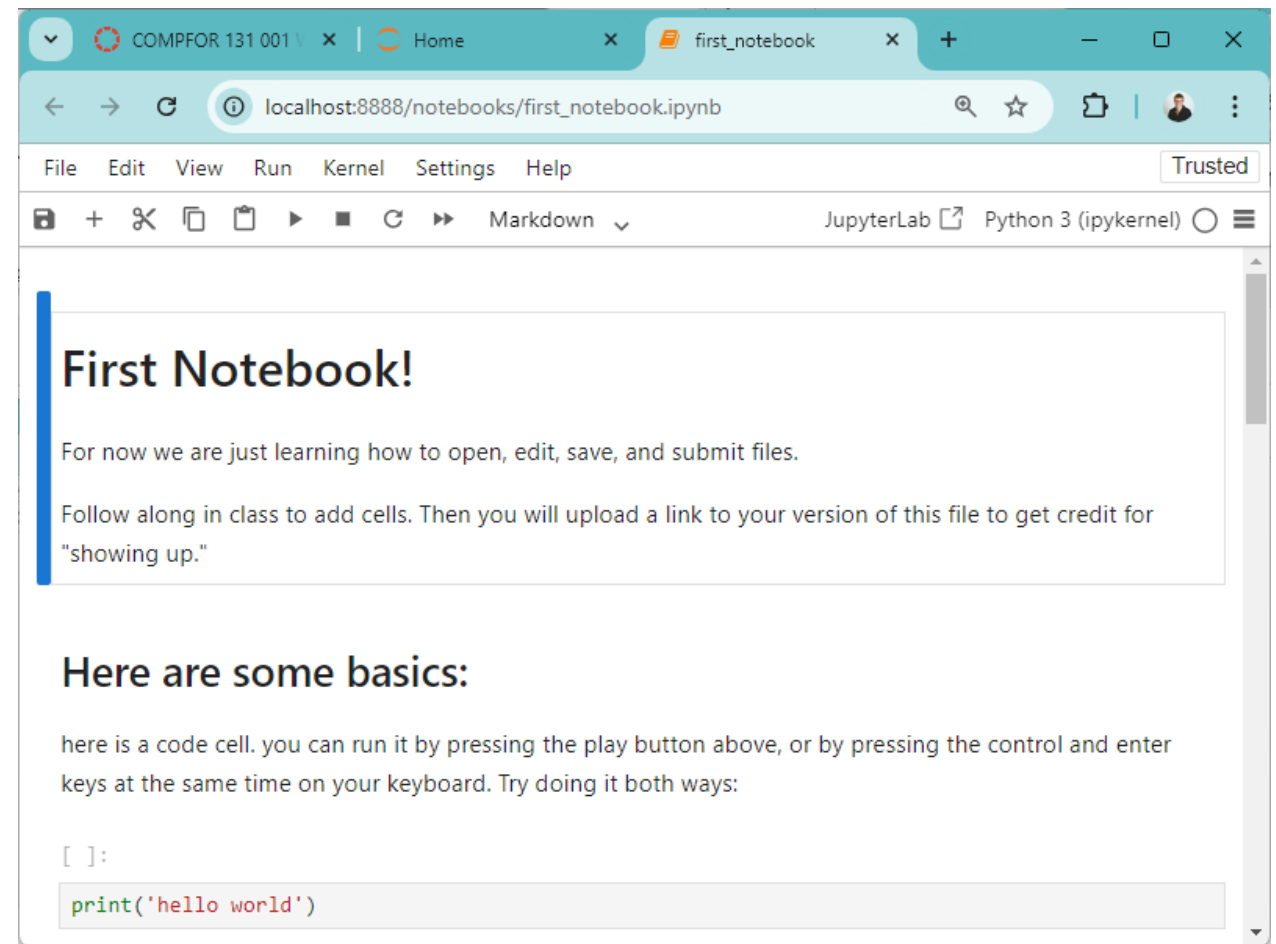 COMPFOR 131 001
Home
first_notebook
localhost:8888/notebooks/first_notebook.ipynb
File Edit View Run Kernel Settings Help
Trusted
Markdown
JupyterLab
Python 3 (ipykernel)
First Notebook!
For now we are just learning how to open, edit, save, and submit files.
Follow along in class to add cells. Then you will upload a link to your version of this file to get credit for
"showing up."
Here are some basics:
here is a code cell. you can run it by pressing the play button above, or by pressing the control and enter
keys at the same time on your keyboard. Try doing it both ways:
[ ]:
print('hello world')